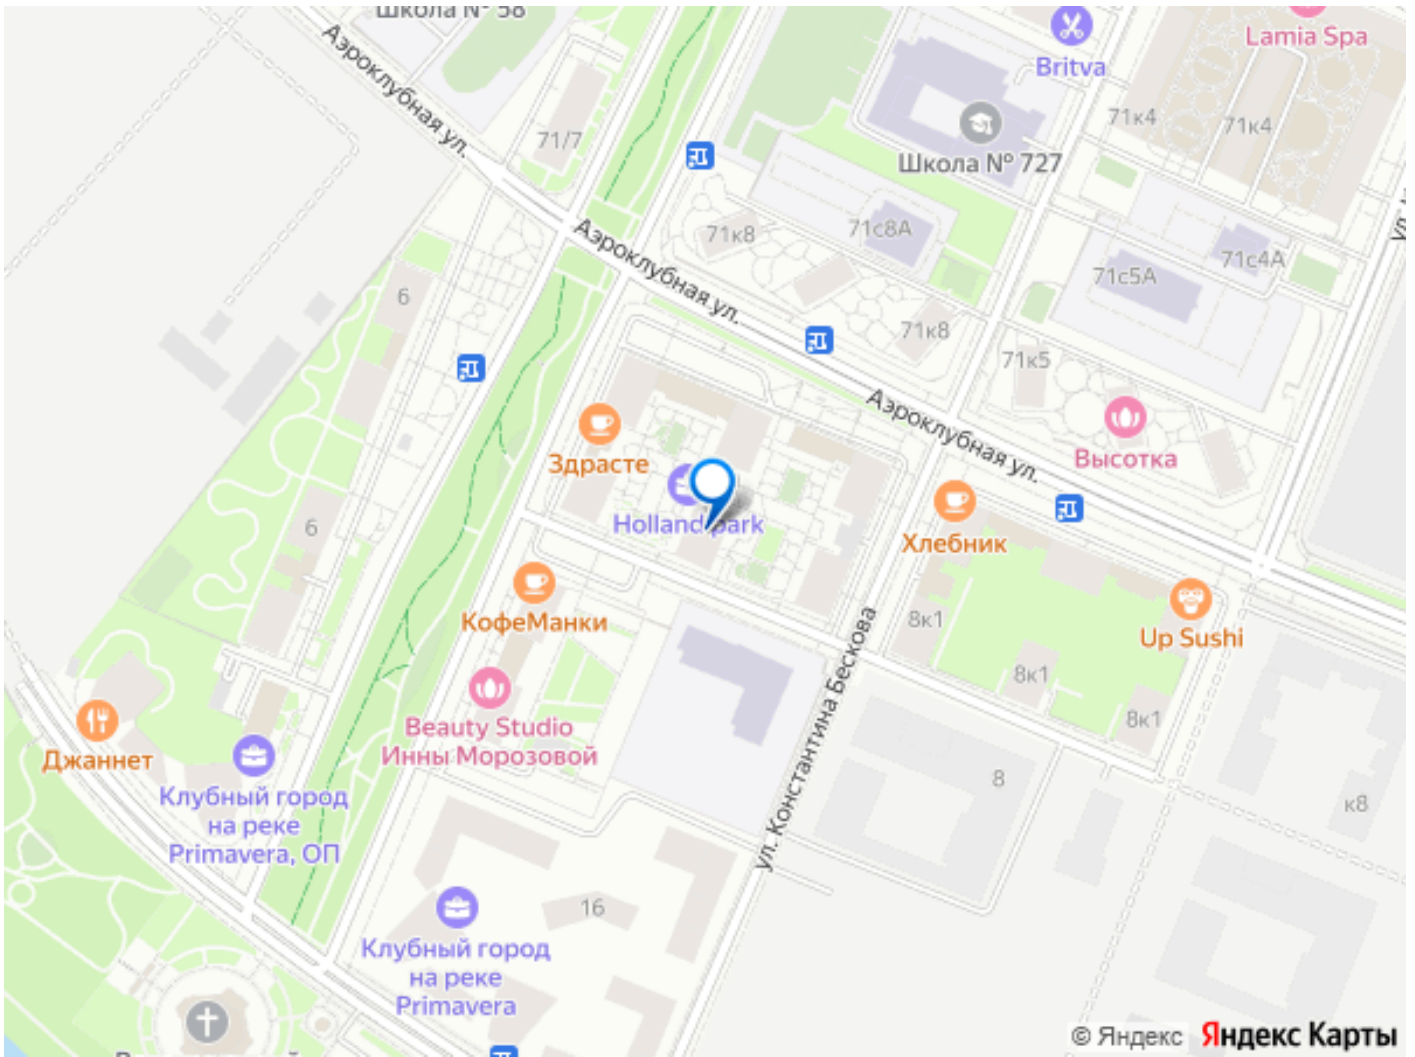 Школа № 58
Аэроклубная ул.
Britva
Lamia Spa
71/7
71к4
71к4
Школа № 727
71к8
71с8А
71с4А
71с5А
Аэроклубная ул.
6
71к8
71к5
Аэроклубная ул.
Высотка
Здрасте
Holland park
Хлебник
6
КофеМанки
8к1
Up Sushi
8к1
8к1
ул. Константина Бескова
Beauty Studio
Инны Морозовой
Джаннет
Клубный город
на реке
Primavera, ОП
8
к8
16
Клубный город
на реке
Primavera
© Яндекс Яндекс Карты